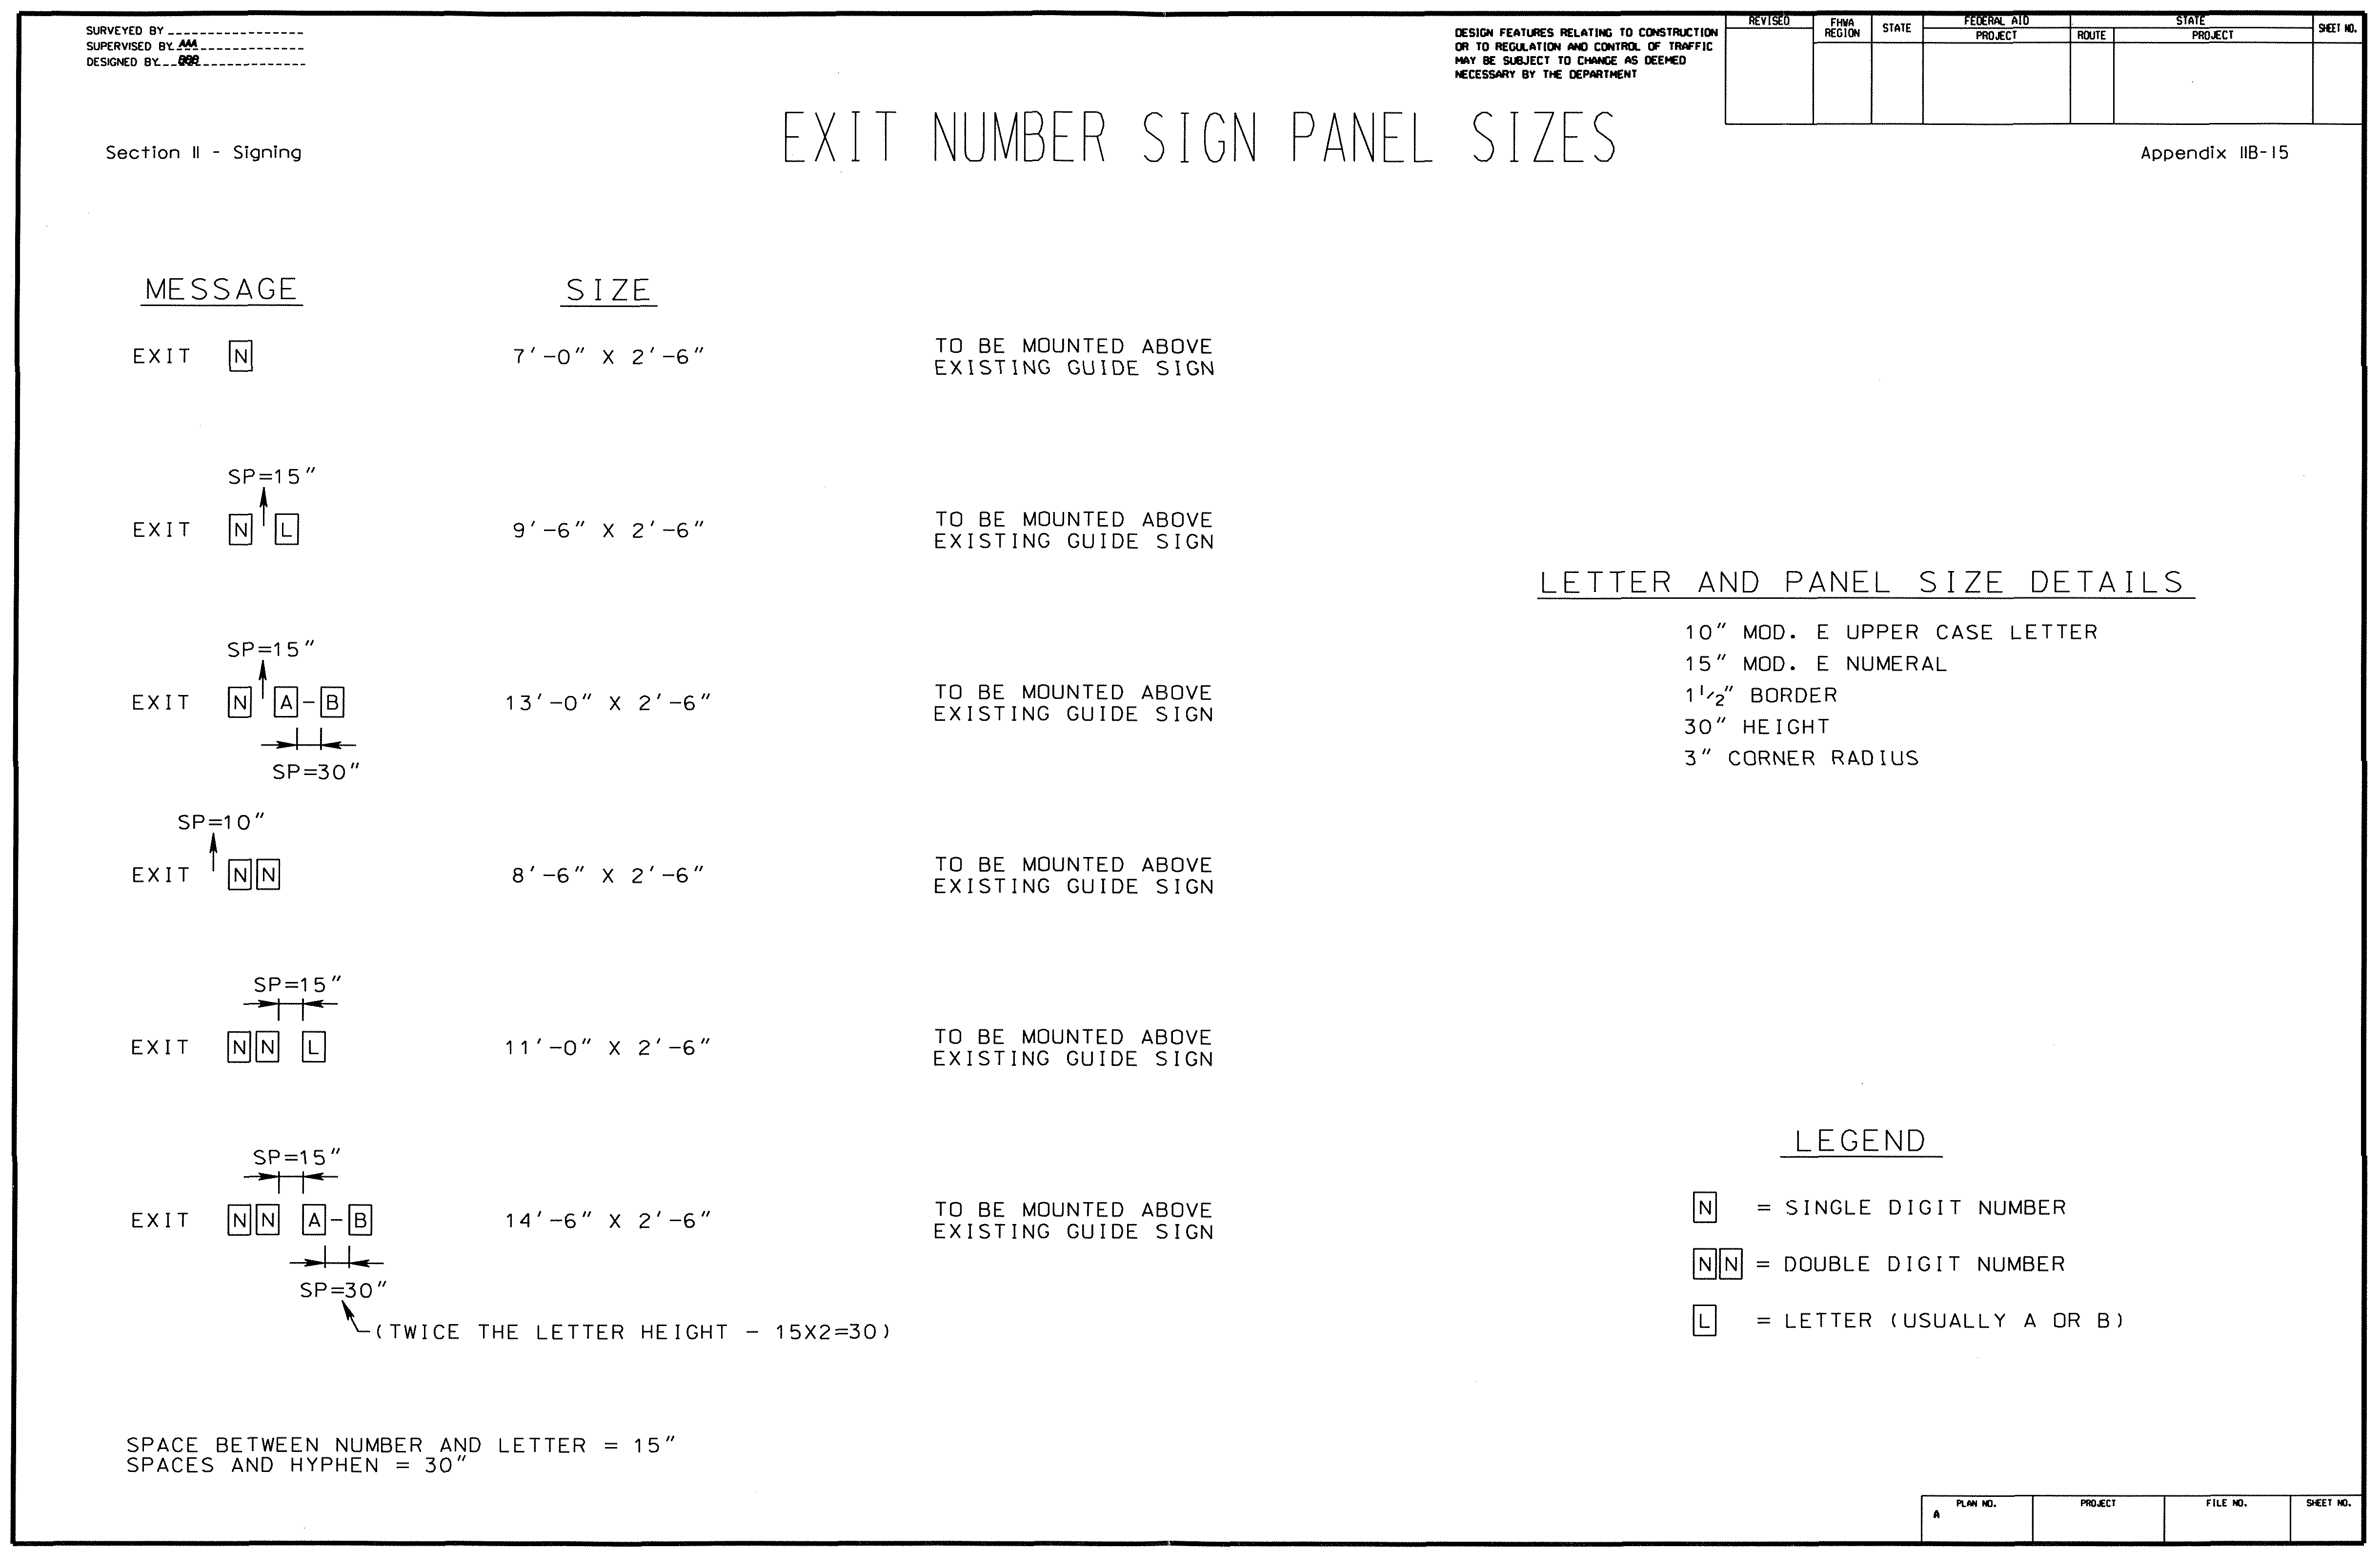 SURVEYED BY
SUPERVISED BY AAA
DESIGNED BY BBB
DESIGN FEATURES RELATING TO CONSTRUCTION
OR TO REGULATION AND CONTROL OF TRAFFIC
MAY BE SUBJECT TO CHANGE AS DEEMED
NECESSARY BY THE DEPARTMENT
REVISED
FHWA
REGION
STATE
FEDERAL AID
PROJECT
STATE
ROUTE
PROJECT
SHEET NO.
EXIT NUMBER SIGN PANEL SIZES
Section II - Signing
Appendix IIB-15
MESSAGE
SIZE
EXIT N
7'-0" X 2'-6"
TO BE MOUNTED ABOVE
EXISTING GUIDE SIGN
SP=15"
EXIT N L
9'-6" X 2'-6"
TO BE MOUNTED ABOVE
EXISTING GUIDE SIGN
SP=15"
EXIT N A-B
13'-0" X 2'-6"
TO BE MOUNTED ABOVE
EXISTING GUIDE SIGN
SP=30"
SP=10"
EXIT NN
8'-6" X 2'-6"
TO BE MOUNTED ABOVE
EXISTING GUIDE SIGN
SP=15"
EXIT NN L
11'-0" X 2'-6"
TO BE MOUNTED ABOVE
EXISTING GUIDE SIGN
SP=15"
EXIT NN A-B
14'-6" X 2'-6"
TO BE MOUNTED ABOVE
EXISTING GUIDE SIGN
SP=30"
(TWICE THE LETTER HEIGHT - 15X2=30)
SPACE BETWEEN NUMBER AND LETTER = 15"
SPACES AND HYPHEN = 30"
LETTER AND PANEL SIZE DETAILS
10" MOD. E UPPER CASE LETTER
15" MOD. E NUMERAL
1 1/2" BORDER
30" HEIGHT
3" CORNER RADIUS
LEGEND
N = SINGLE DIGIT NUMBER
NN = DOUBLE DIGIT NUMBER
L = LETTER (USUALLY A OR B)
PLAN NO.
A
PROJECT
FILE NO.
SHEET NO.